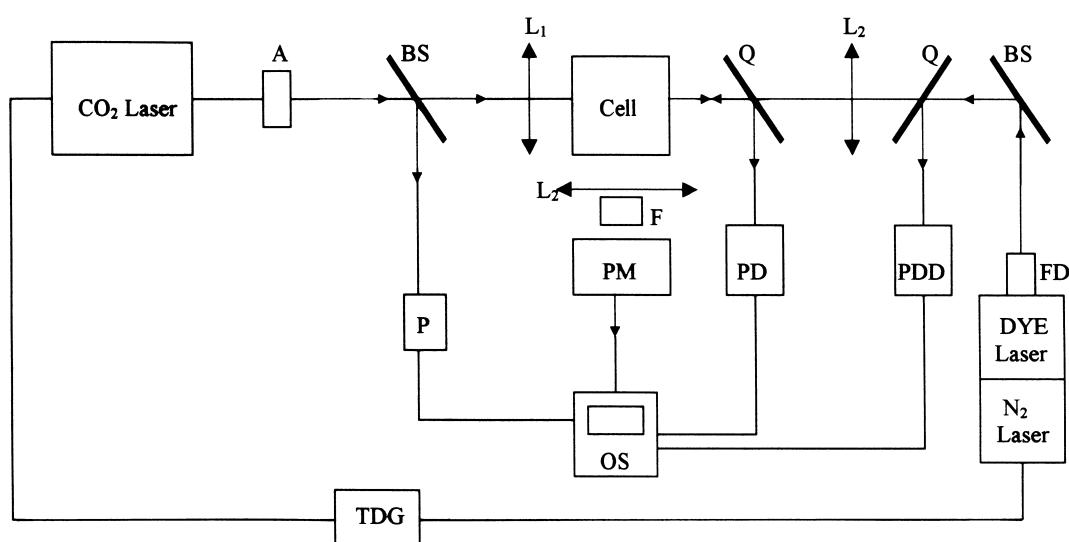 A
BS
L₁
Q
L₂
Q
BS
CO₂ Laser
Cell
L₂
F
PM
PD
PDD
FD
P
DYE
Laser
N₂
Laser
OS
TDG